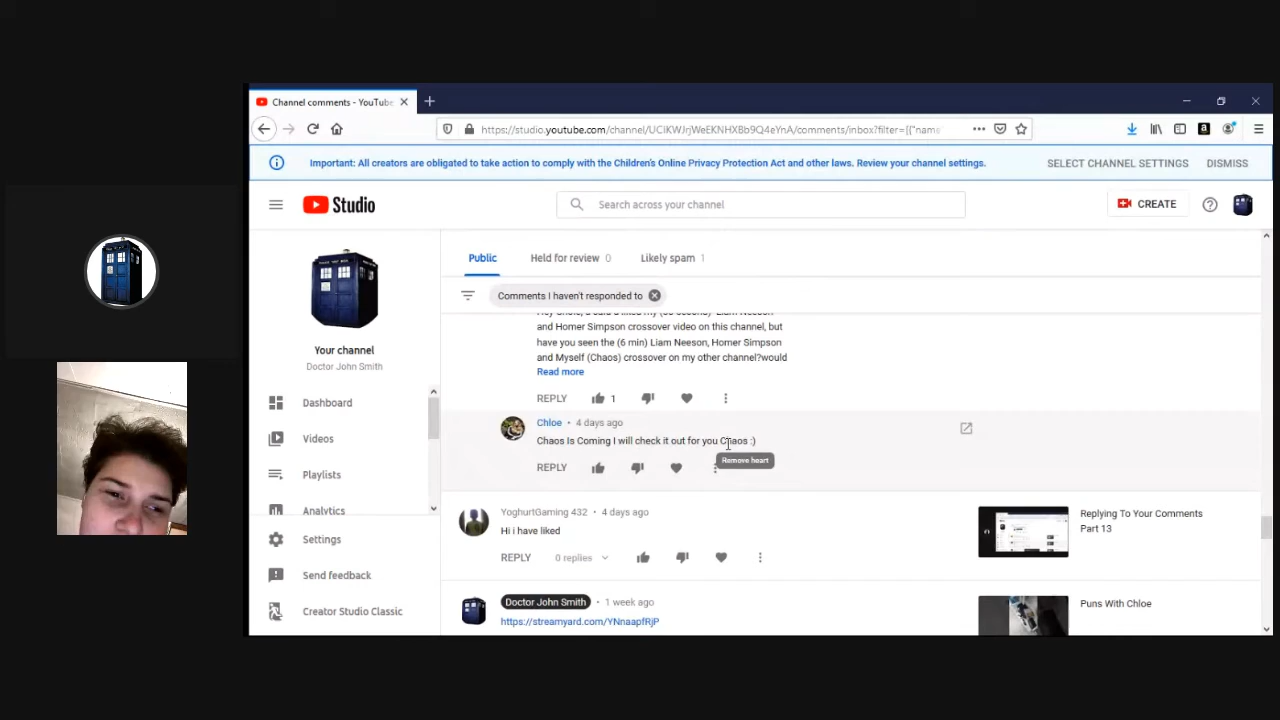 Channel comments - YouTube
https://studio.youtube.com/channel/UCIKWJrjWeEKNHXBb9Q4eYnA/comments/inbox?filter=[{"name
Important: All creators are obligated to take action to comply with the Children's Online Privacy Protection Act and other laws. Review your channel settings.
SELECT CHANNEL SETTINGS
DISMISS
Studio
Search across your channel
CREATE
Your channel
Doctor John Smith
Dashboard
Videos
Playlists
Analytics
Settings
Send feedback
Creator Studio Classic
Public
Held for review 0
Likely spam 1
Comments I haven't responded to
and Homer Simpson crossover video on this channel, but
have you seen the (6 min) Liam Neeson, Homer Simpson
and Myself (Chaos) crossover on my other channel?would
Read more
REPLY 1
Chloe • 4 days ago
Chaos Is Coming I will check it out for you Chaos :)
Remove heart
REPLY
YoghurtGaming 432 • 4 days ago
Hi i have liked
REPLY 0 replies
Replying To Your Comments
Part 13
Doctor John Smith • 1 week ago
https://streamyard.com/YNnaapfRjP
Puns With Chloe